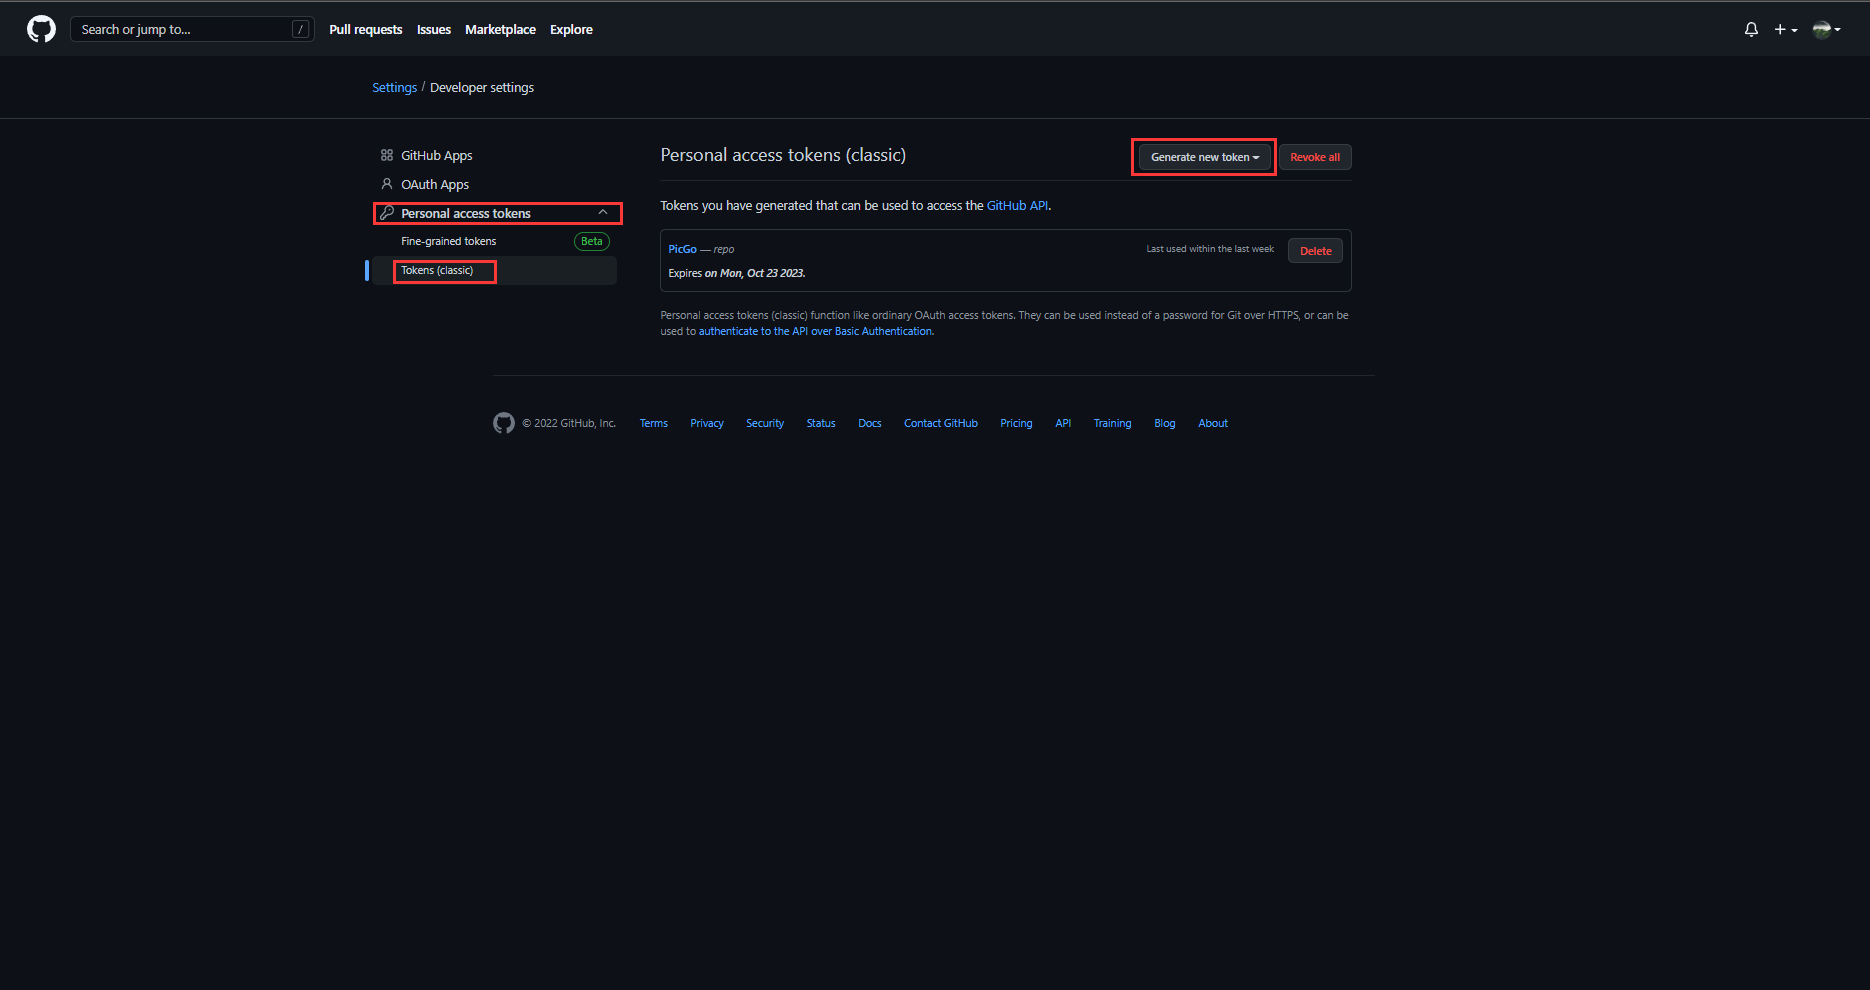 Search or jump to... /
Pull requests Issues Marketplace Explore
Settings / Developer settings
GitHub Apps
OAuth Apps
Personal access tokens
Fine-grained tokens Beta
Tokens (classic)
Personal access tokens (classic)
Generate new token Revoke all
Tokens you have generated that can be used to access the GitHub API.
PicGo — repo Last used within the last week Delete
Expires on Mon, Oct 23 2023.
Personal access tokens (classic) function like ordinary OAuth access tokens. They can be used instead of a password for Git over HTTPS, or can be
used to authenticate to the API over Basic Authentication.
© 2022 GitHub, Inc. Terms Privacy Security Status Docs Contact GitHub Pricing API Training Blog About